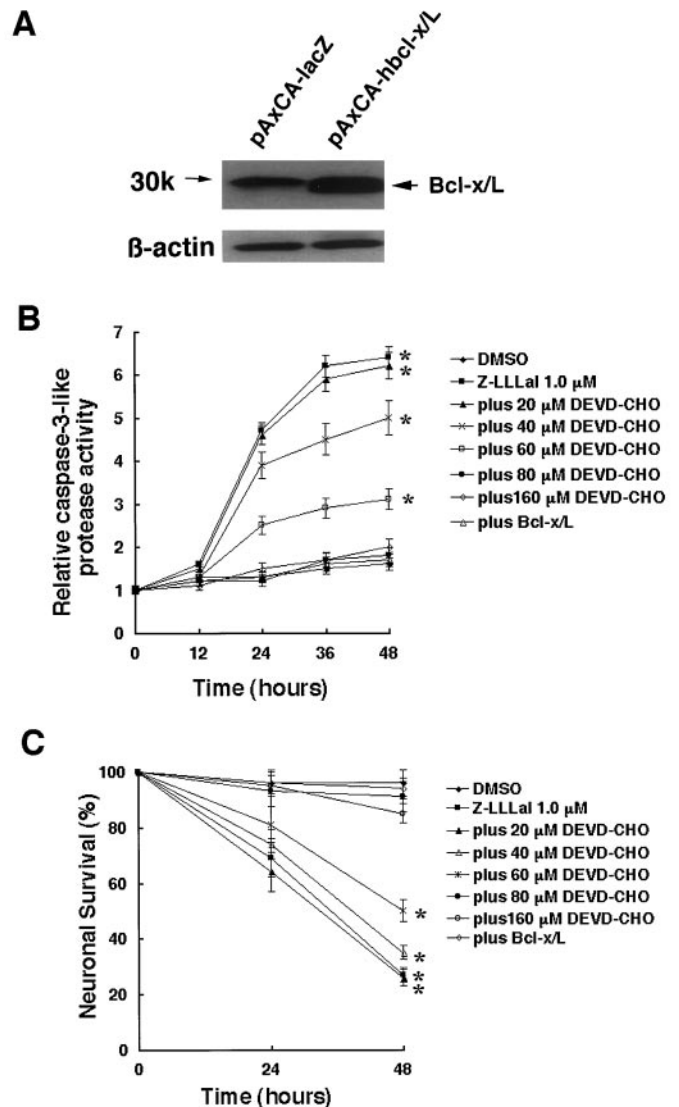 A
pAxCA-lacZ
pAxCA-hbcl-x/L
30k
Bcl-x/L
ß-actin
B
Relative caspase-3-like
protease activity
7
6
5
4
3
2
1
0
*
*
*
*
0 12 24 36 48
Time (hours)
DMSO
Z-LLLal 1.0 μM
plus 20 μM DEVD-CHO
plus 40 μM DEVD-CHO
plus 60 μM DEVD-CHO
plus 80 μM DEVD-CHO
plus160 μM DEVD-CHO
plus Bcl-x/L
C
Neuronal Survival (%)
100
80
60
40
20
0
*
*
*
*
0 24 48
Time (hours)
DMSO
Z-LLLal 1.0 μM
plus 20 μM DEVD-CHO
plus 40 μM DEVD-CHO
plus 60 μM DEVD-CHO
plus 80 μM DEVD-CHO
plus160 μM DEVD-CHO
plus Bcl-x/L